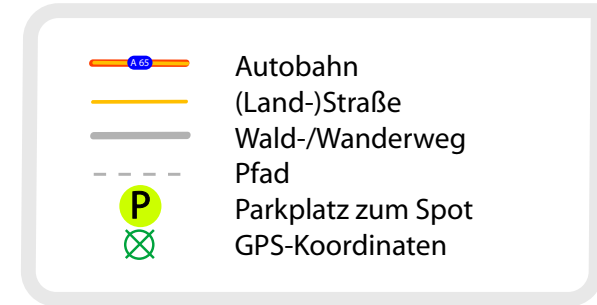 A 65 Autobahn
(Land-)Straße
Wald-/Wanderweg
Pfad
P Parkplatz zum Spot
GPS-Koordinaten